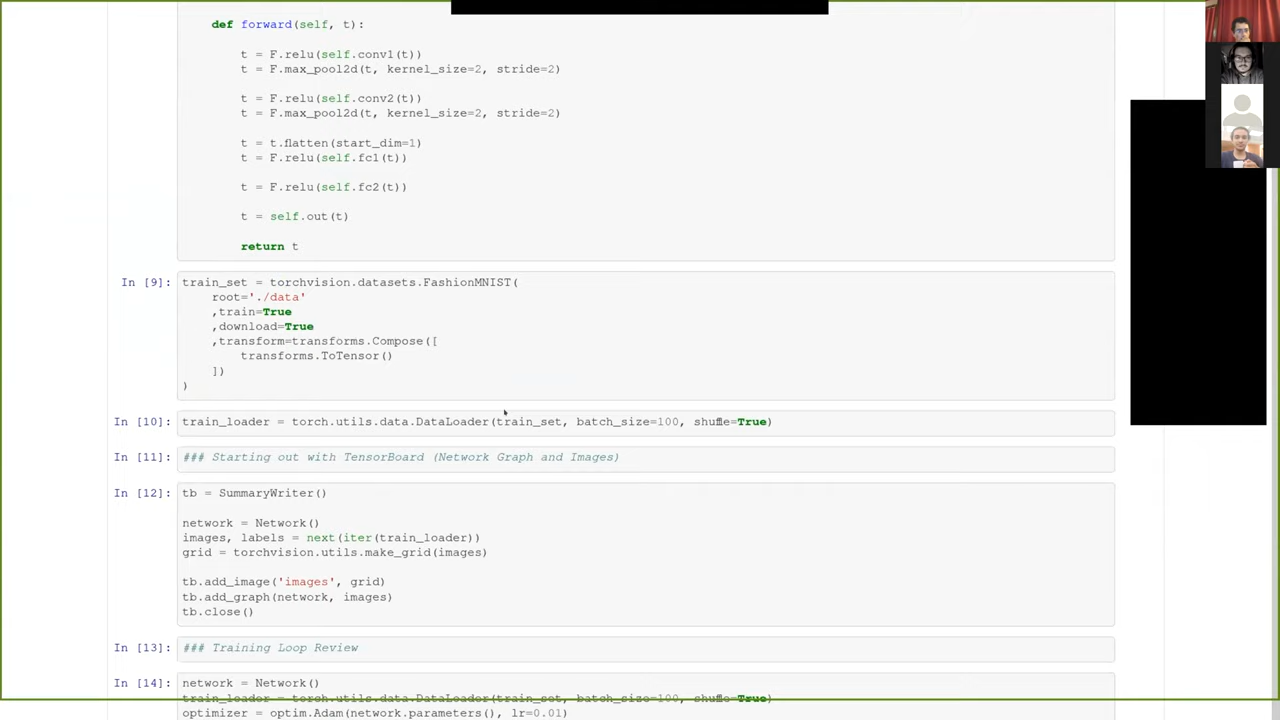 def forward(self, t):
t = F.relu(self.conv1(t))
t = F.max_pool2d(t, kernel_size=2, stride=2)
t = F.relu(self.conv2(t))
t = F.max_pool2d(t, kernel_size=2, stride=2)
t = t.flatten(start_dim=1)
t = F.relu(self.fc1(t))
t = F.relu(self.fc2(t))
t = self.out(t)
return t
In [9]: train_set = torchvision.datasets.FashionMNIST(
root='./data'
,train=True
,download=True
,transform=transforms.Compose([
transforms.ToTensor()
])
)
In [10]: train_loader = torch.utils.data.DataLoader(train_set, batch_size=100, shuffle=True)
In [11]: ### Starting out with TensorBoard (Network Graph and Images)
In [12]: tb = SummaryWriter()
network = Network()
images, labels = next(iter(train_loader))
grid = torchvision.utils.make_grid(images)
tb.add_image('images', grid)
tb.add_graph(network, images)
tb.close()
In [13]: ### Training Loop Review
In [14]: network = Network()
train_loader = torch.utils.data.DataLoader(train_set, batch_size=100, shuffle=True)
optimizer = optim.Adam(network.parameters(), lr=0.01)